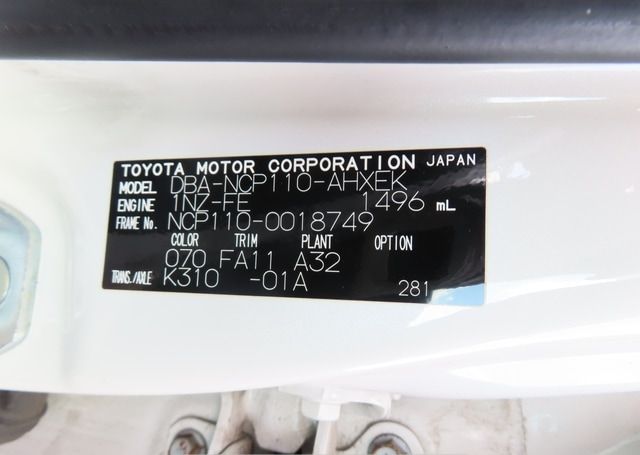 TOYOTA MOTOR CORPORATION JAPAN
MODEL DBA-NCP110-AHXEK
ENGINE 1NZ-FE 1496 mL
FRAME No. NCP110-0018749
COLOR TRIM PLANT OPTION
070 FA11 A32
TRANS./AXLE K310 -01A 281